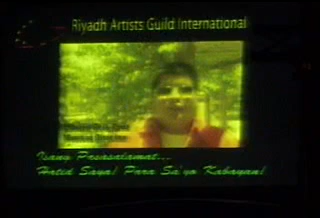 Riyadh Artists Guild International
Isang Pasasalamat...
Hatid Saya! Para Sa'yo Kabayan!